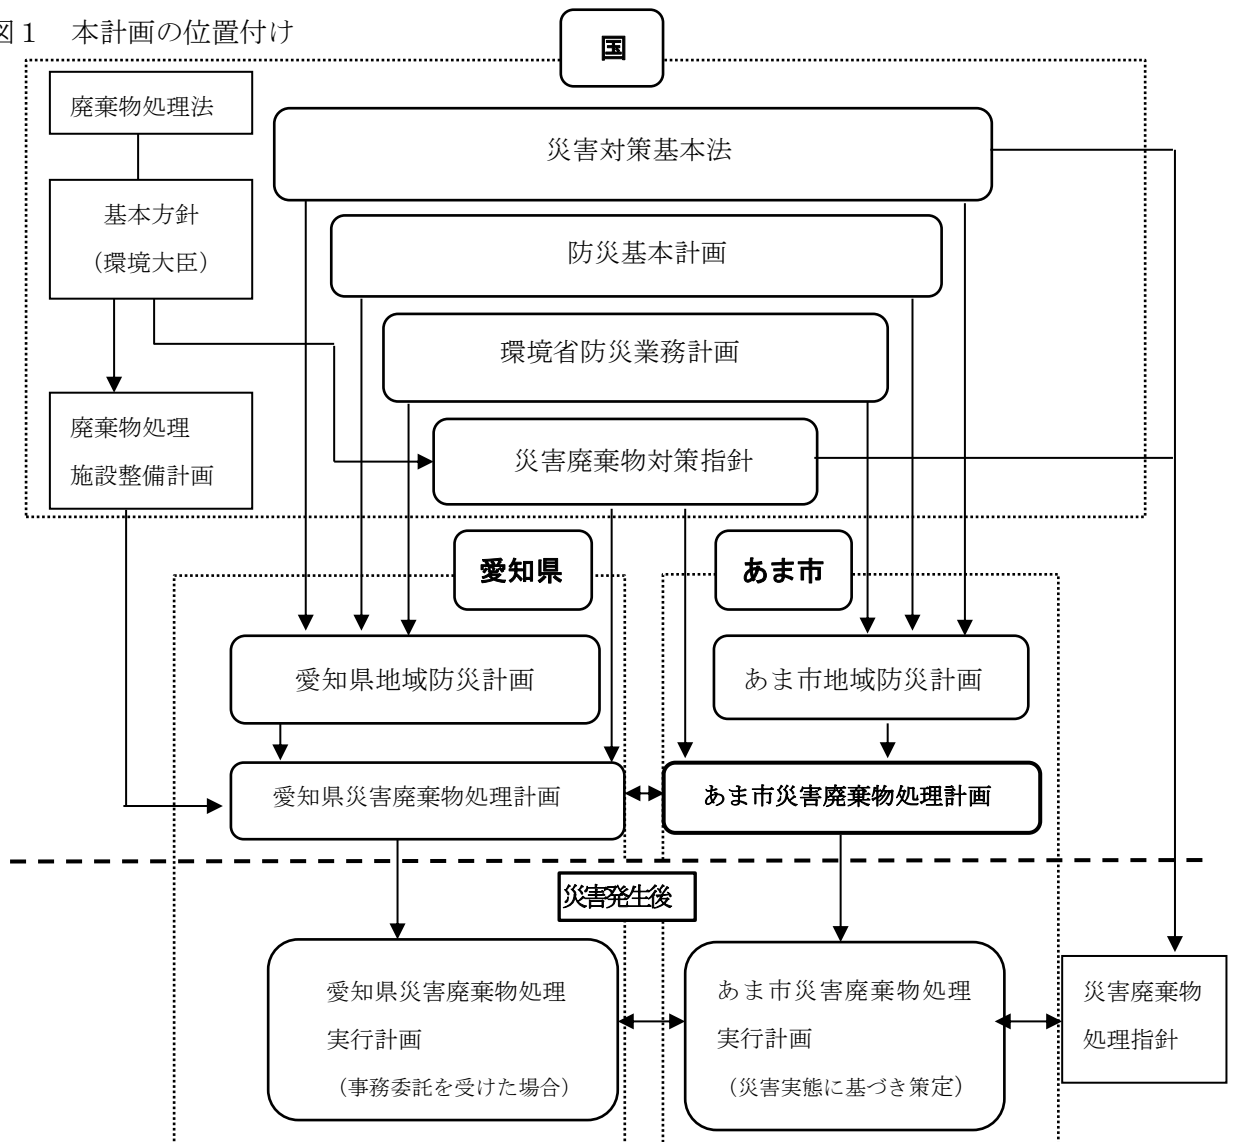 図１　本計画の位置付け
国
廃棄物処理法
災害対策基本法
基本方針
（環境大臣）
防災基本計画
環境省防災業務計画
廃棄物処理
施設整備計画
災害廃棄物対策指針
愛知県
あま市
愛知県地域防災計画
あま市地域防災計画
愛知県災害廃棄物処理計画
あま市災害廃棄物処理計画
災害発生後
愛知県災害廃棄物処理
実行計画
（事務委託を受けた場合）
あま市災害廃棄物処理
実行計画
（災害実態に基づき策定）
災害廃棄物
処理指針